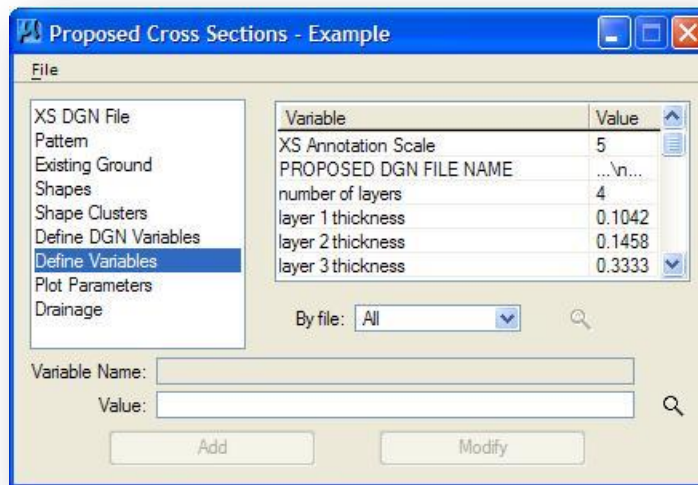 Proposed Cross Sections - Example
File
XS DGN File
Pattern
Existing Ground
Shapes
Shape Clusters
Define DGN Variables
Define Variables
Plot Parameters
Drainage
Variable Value
XS Annotation Scale 5
PROPOSED DGN FILE NAME ...\n...
number of layers 4
layer 1 thickness 0.1042
layer 2 thickness 0.1458
layer 3 thickness 0.3333
By file: All
Variable Name:
Value:
Add Modify